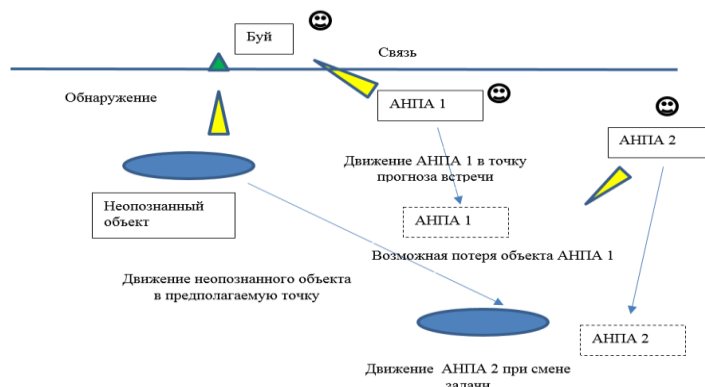 Буй
Связь
Обнаружение
АНПА 1
АНПА 2
Движение АНПА 1 в точку
прогноза встречи
Неопознанный
объект
АНПА 1
Возможная потеря объекта АНПА 1
Движение неопознанного объекта
в предполагаемую точку
АНПА 2
Движение АНПА 2 при смене
задачи